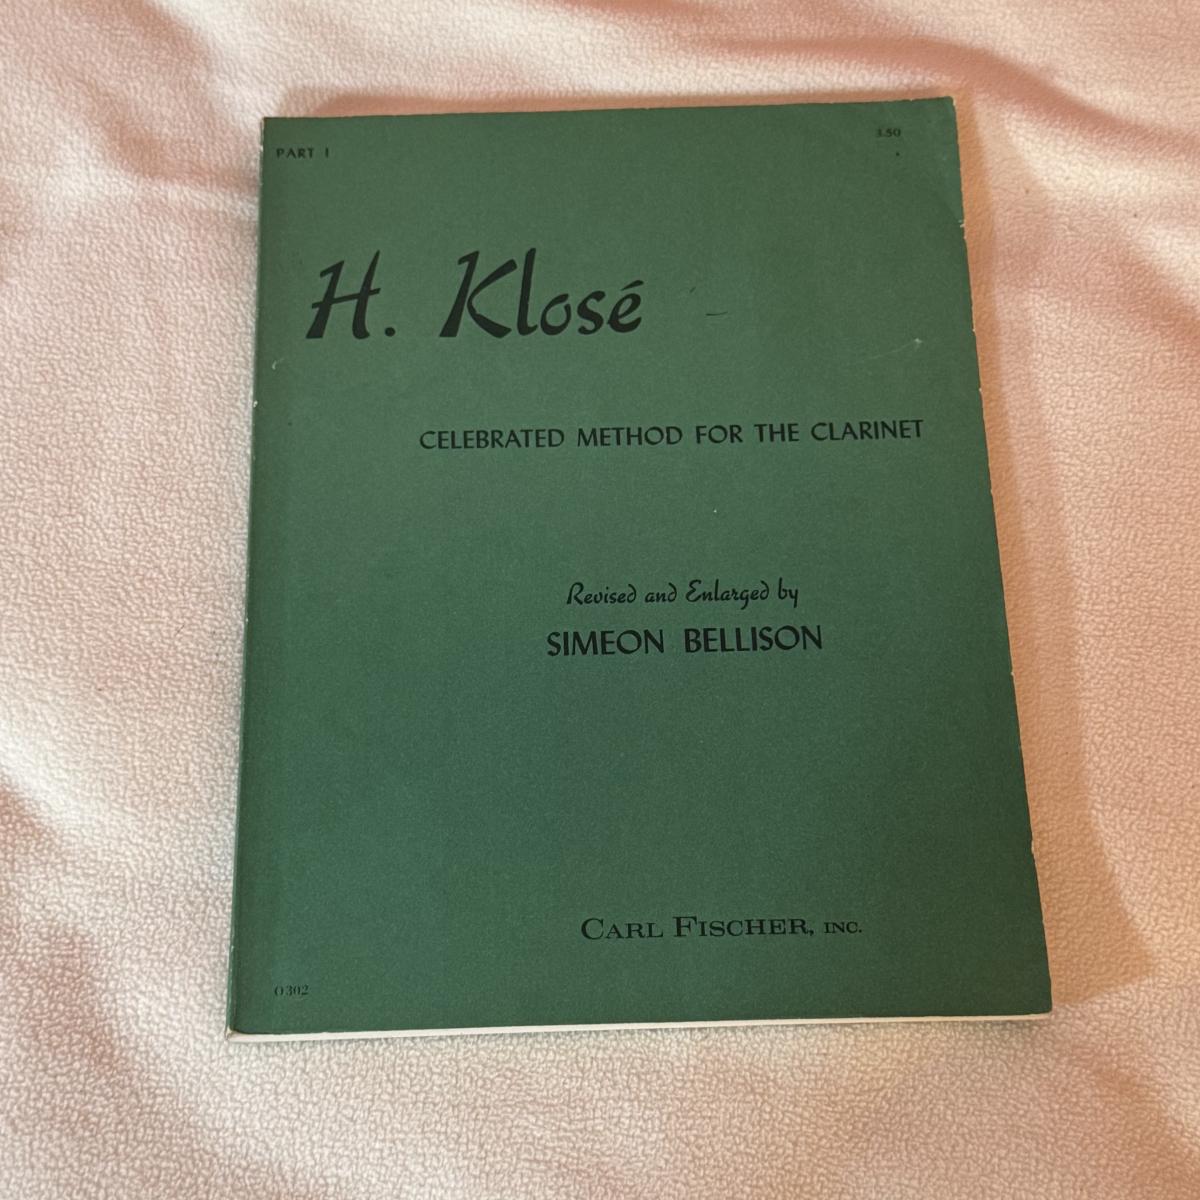 PART I
3.50
H. Klosé
CELEBRATED METHOD FOR THE CLARINET
Revised and Enlarged by
SIMEON BELLISON
CARL FISCHER, INC.
O302